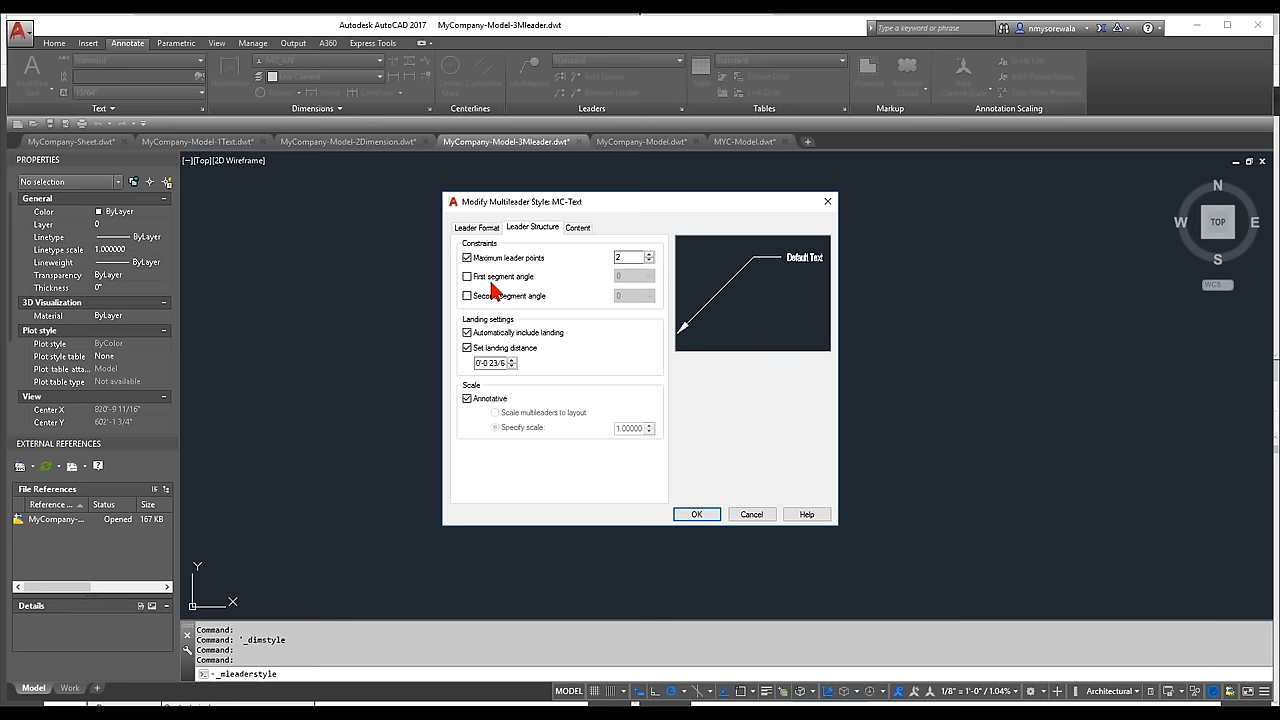 Autodesk AutoCAD 2017 MyCompany-Model-3Mleader.dwt
Type a keyword or phrase
nmysorewala
Home Insert Annotate Parametric View Manage Output A360 Express Tools
Standard
MC_AN
Standard
Standard
Use Current
Multileader
Text Dimensions Centerlines Leaders Tables Markup Annotation Scaling
MyCompany-Sheet.dwt* MyCompany-Model-1Text.dwt* MyCompany-Model-2Dimension.dwt* MyCompany-Model-3Mleader.dwt* MyCompany-Model.dwt* MYC-Model.dwt*
PROPERTIES
No selection
General
Color ByLayer
Layer 0
Linetype ByLayer
Linetype scale 1.000000
Lineweight ByLayer
Transparency ByLayer
Thickness 0"
3D Visualization
Material ByLayer
Plot style
Plot style ByColor
Plot style table None
Plot table atta... Model
Plot table type Not available
View
Center X 820'-9 11/16"
Center Y 602'-1 3/4"
EXTERNAL REFERENCES
File References
Reference ... Status Size
MyCompany-... Opened 167 KB
Details
[−][Top][2D Wireframe]
N
W TOP E
S
WCS
Modify Multileader Style: MC-Text
Leader Format Leader Structure Content
Constraints
Maximum leader points 2
First segment angle 0
Second segment angle 0
Landing settings
Automatically include landing
Set landing distance
0'-0 23/6
Scale
Annotative
Scale multileaders to layout
Specify scale: 1.00000
Default Text
OK Cancel Help
Y
X
Command:
Command: '_dimstyle
Command:
Command:
_mleaderstyle
Model Work +
MODEL 1/8" = 1'-0" / 1.04% Architectural